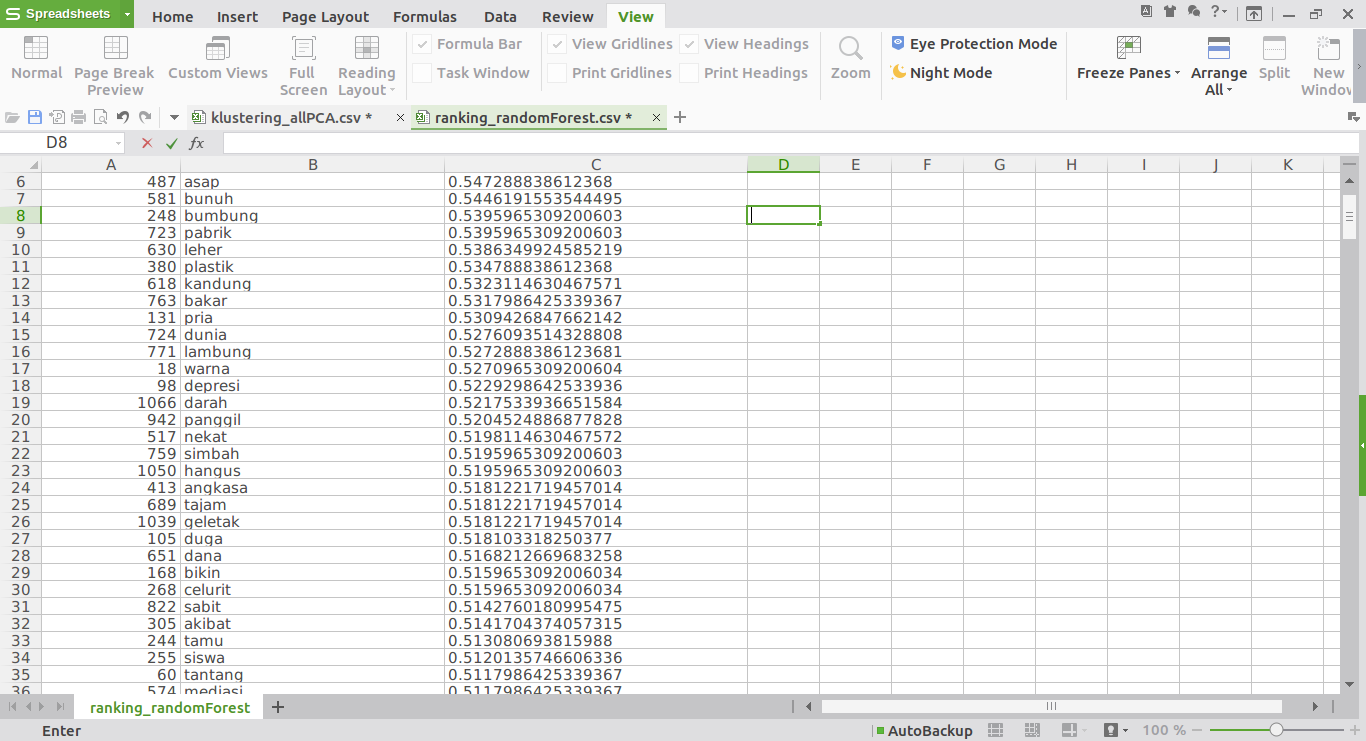 Spreadsheets Home Insert Page Layout Formulas Data Review View
Normal Page Break Preview Custom Views Full Screen Reading Layout Formula Bar Task Window View Gridlines Print Gridlines View Headings Print Headings Zoom Eye Protection Mode Night Mode Freeze Panes Arrange All Split New Window
klustering_allPCA.csv * ranking_randomForest.csv *
D8 fx
A B C D E F G H I J K
6 487 asap 0.547288838612368
7 581 bunuh 0.5446191553544495
8 248 bumbung 0.5395965309200603
9 723 pabrik 0.5395965309200603
10 630 leher 0.5386349924585219
11 380 plastik 0.534788838612368
12 618 kandung 0.5323114630467571
13 763 bakar 0.5317986425339367
14 131 pria 0.5309426847662142
15 724 dunia 0.5276093514328808
16 771 lambung 0.5272888386123681
17 18 warna 0.5270965309200604
18 98 depresi 0.5229298642533936
19 1066 darah 0.5217533936651584
20 942 panggil 0.5204524886877828
21 517 nekat 0.5198114630467572
22 759 simbah 0.5195965309200603
23 1050 hangus 0.5195965309200603
24 413 angkasa 0.5181221719457014
25 689 tajam 0.5181221719457014
26 1039 geletak 0.5181221719457014
27 105 duga 0.518103318250377
28 651 dana 0.5168212669683258
29 168 bikin 0.5159653092006034
30 268 celurit 0.5159653092006034
31 822 sabit 0.5142760180995475
32 305 akibat 0.5141704374057315
33 244 tamu 0.513080693815988
34 255 siswa 0.5120135746606336
35 60 tantang 0.5117986425339367
36 574 mediasi 0.5117986425339367
ranking_randomForest
Enter AutoBackup 100 %